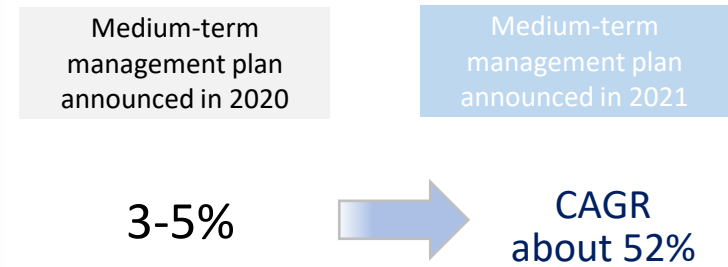 Medium-term
management plan
announced in 2020
Medium-term
management plan
announced in 2021
3-5%
CAGR
about 52%